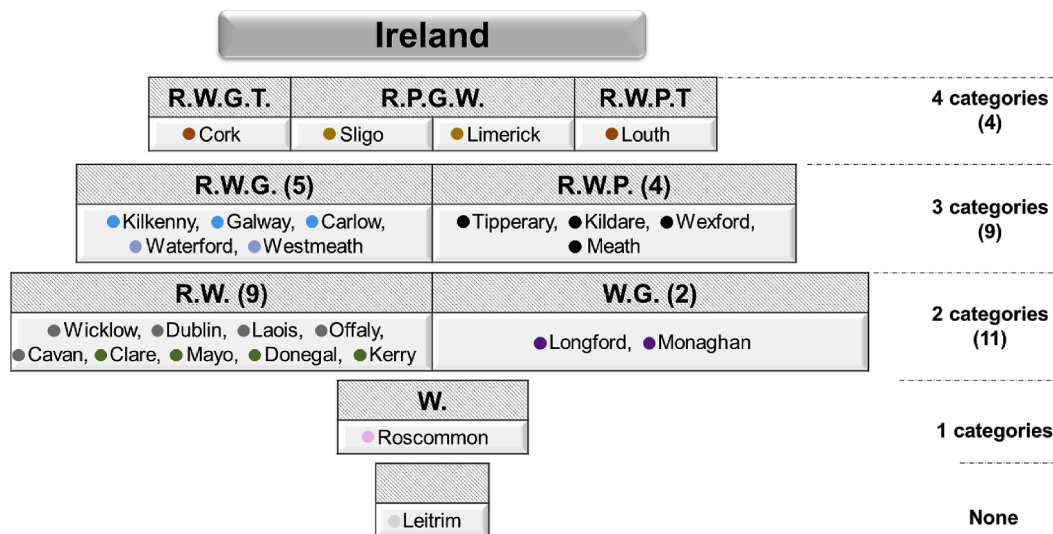 Ireland
R.W.G.T. R.P.G.W. R.W.P.T
4 categories
(4)
Cork Sligo Limerick Louth
R.W.G. (5) R.W.P. (4)
3 categories
(9)
Kilkenny, Galway, Carlow, Tipperary, Kildare, Wexford,
Waterford, Westmeath Meath
R.W. (9) W.G. (2)
2 categories
(11)
Wicklow, Dublin, Laois, Offaly,
Longford, Monaghan
Cavan, Clare, Mayo, Donegal, Kerry
W.
1 categories
Roscommon
None
Leitrim